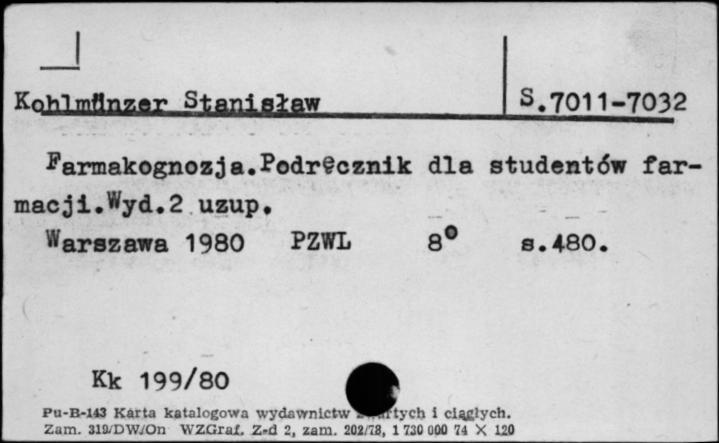 Kohlmünzer Stanisław S.7011-7032
Farmakognozja.Podręcznik dla studentów far-
macji.Wyd.2 uzup.
Warszawa 1980 PZWL 8° s.480.
Kk 199/80
Pu-B-143 Karta katalogowa wydawnictw zwartych i ciągłych.
Zam. 319/DW/On WZGraf. Z-d 2, zam. 202/78, 1 730 000 74 X 120